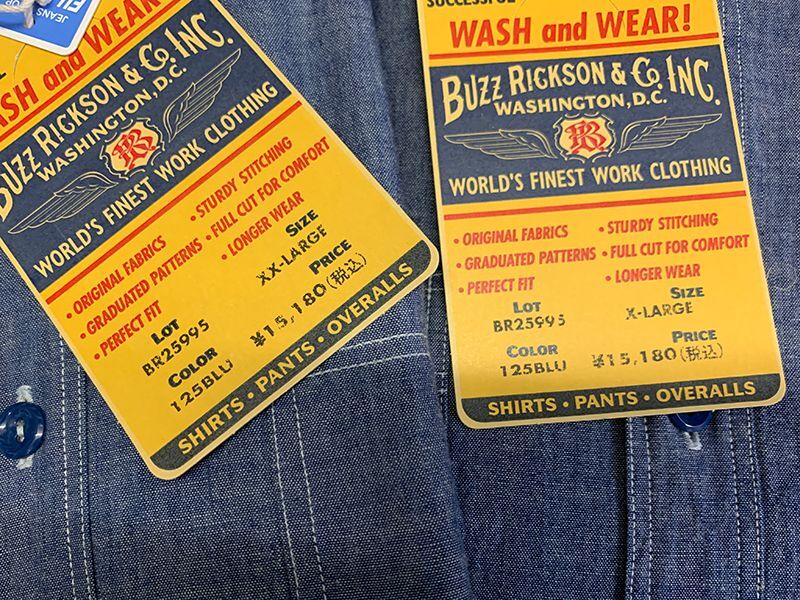 JEANS
WASH and WEAR!
BUZZ RICKSON & Co. INC.
WASHINGTON, D.C.
BR
WORLD'S FINEST WORK CLOTHING
• ORIGINAL FABRICS
• GRADUATED PATTERNS
• PERFECT FIT
• STURDY STITCHING
• FULL CUT FOR COMFORT
• LONGER WEAR
LOT
BR25995
SIZE
XX-LARGE
COLOR
125BLU
PRICE
¥15,180(税込)
SHIRTS • PANTS • OVERALLS
SUCCESSFUL
WASH and WEAR!
BUZZ RICKSON & Co. INC.
WASHINGTON, D.C.
BR
WORLD'S FINEST WORK CLOTHING
• ORIGINAL FABRICS
• GRADUATED PATTERNS
• PERFECT FIT
• STURDY STITCHING
• FULL CUT FOR COMFORT
• LONGER WEAR
LOT
BR25995
SIZE
X-LARGE
COLOR
125BLU
PRICE
¥15,180(税込)
SHIRTS • PANTS • OVERALLS